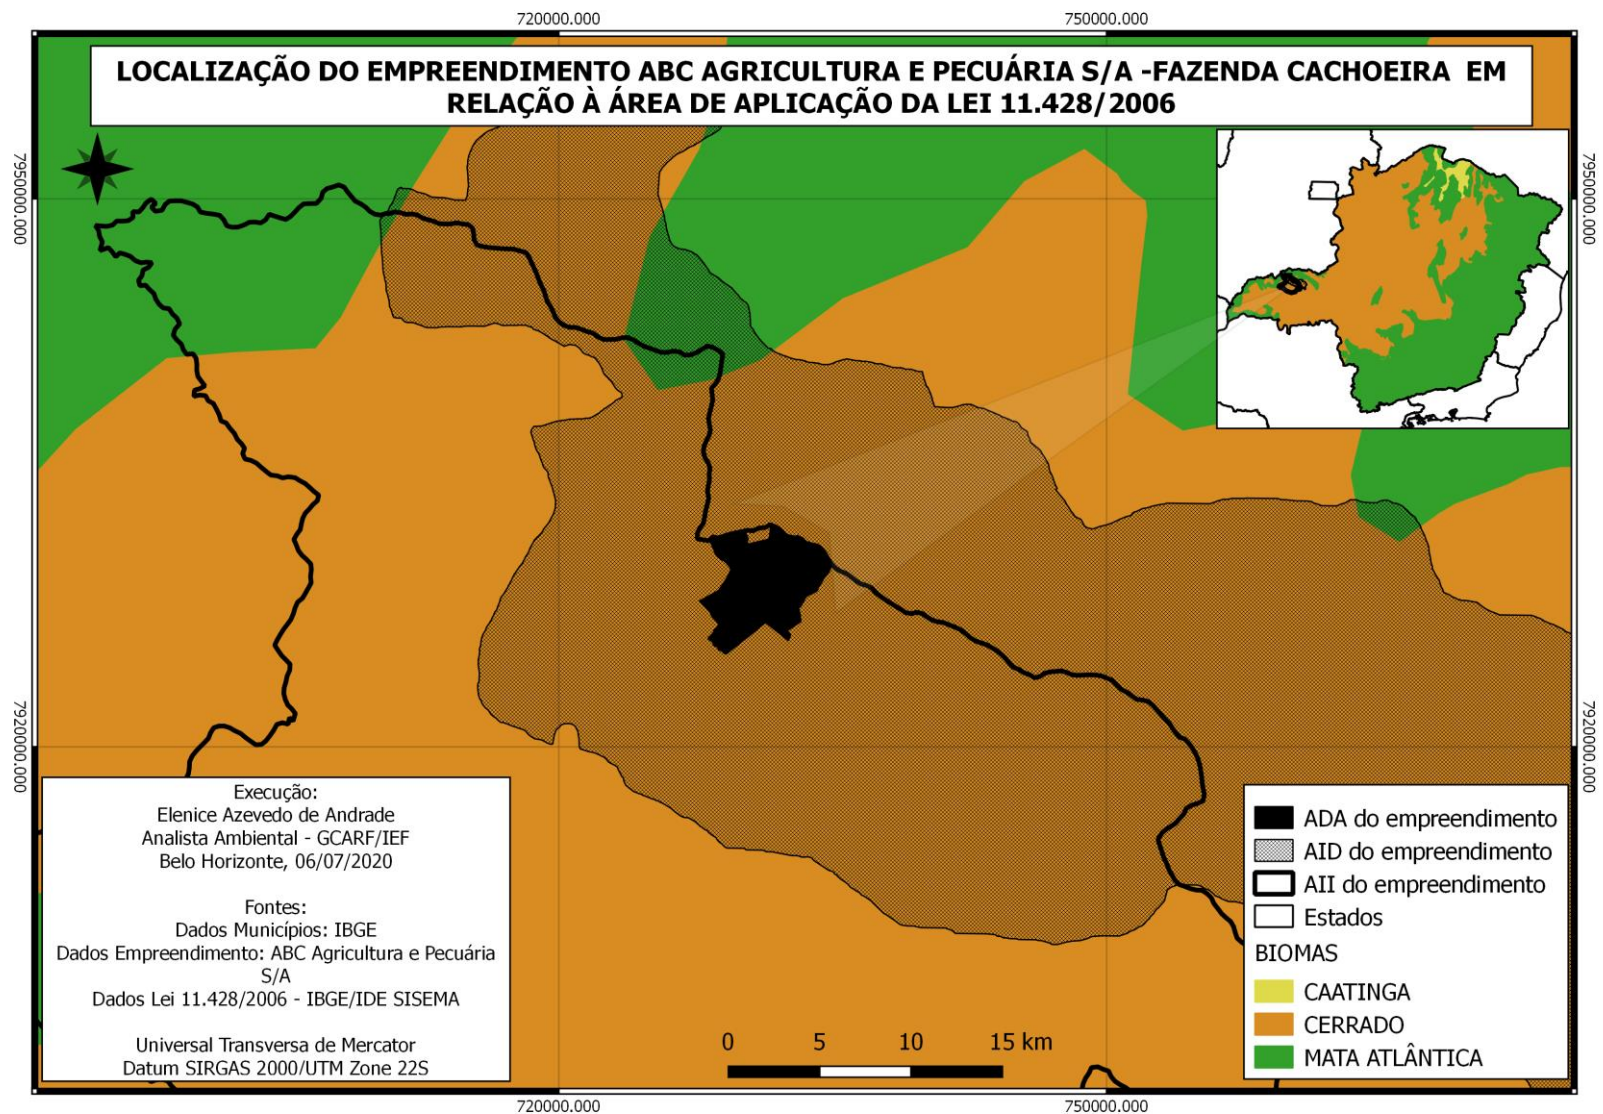 720000.000
750000.000
LOCALIZAÇÃO DO EMPREENDIMENTO ABC AGRICULTURA E PECUÁRIA S/A -FAZENDA CACHOEIRA EM
RELAÇÃO À ÁREA DE APLICAÇÃO DA LEI 11.428/2006
7950000.000
7950000.000
7920000.000
7920000.000
Execução:
Elenice Azevedo de Andrade
Analista Ambiental - GCARF/IEF
Belo Horizonte, 06/07/2020
Fontes:
Dados Municípios: IBGE
Dados Empreendimento: ABC Agricultura e Pecuária
S/A
Dados Lei 11.428/2006 - IBGE/IDE SISEMA
Universal Transversa de Mercator
Datum SIRGAS 2000/UTM Zone 22S
0 5 10 15 km
ADA do empreendimento
AID do empreendimento
AII do empreendimento
Estados
BIOMAS
CAATINGA
CERRADO
MATA ATLÂNTICA
720000.000
750000.000